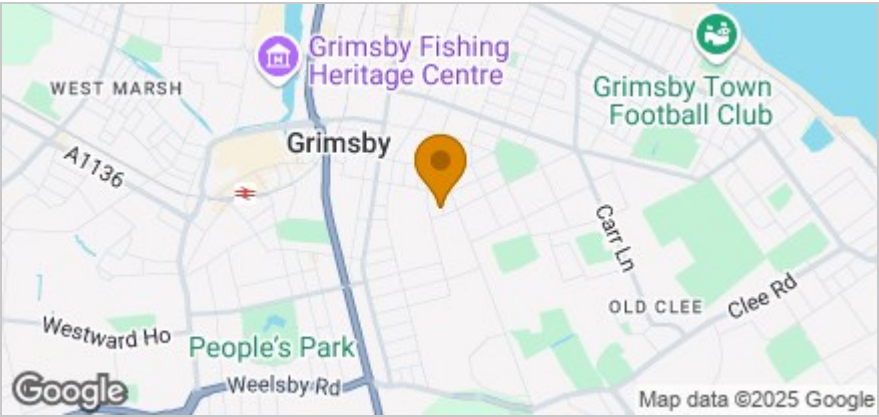 Grimsby Fishing
Heritage Centre
WEST MARSH
Grimsby Town
Football Club
Grimsby
A1136
Carr Ln
OLD CLEE
Clee Rd
Westward Ho
People's Park
Weelsby Rd
Google
Map data ©2025 Google